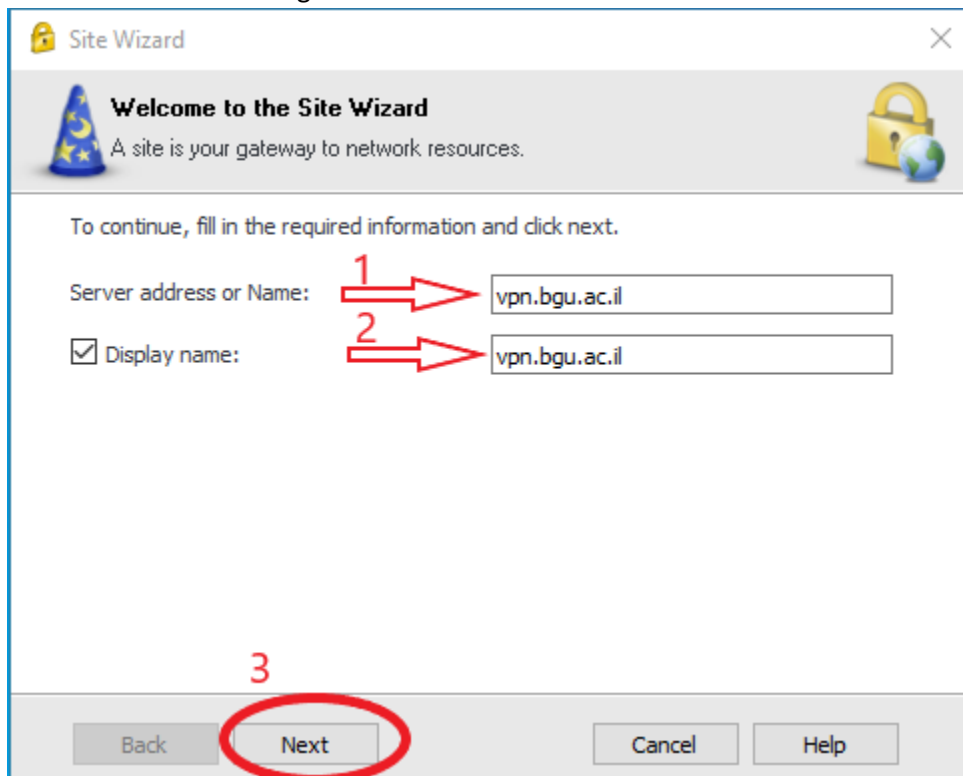 Site Wizard
Welcome to the Site Wizard
A site is your gateway to network resources.
To continue, fill in the required information and click next.
1
Server address or Name: vpn.bgu.ac.il
2
Display name: vpn.bgu.ac.il
3
Back Next Cancel Help